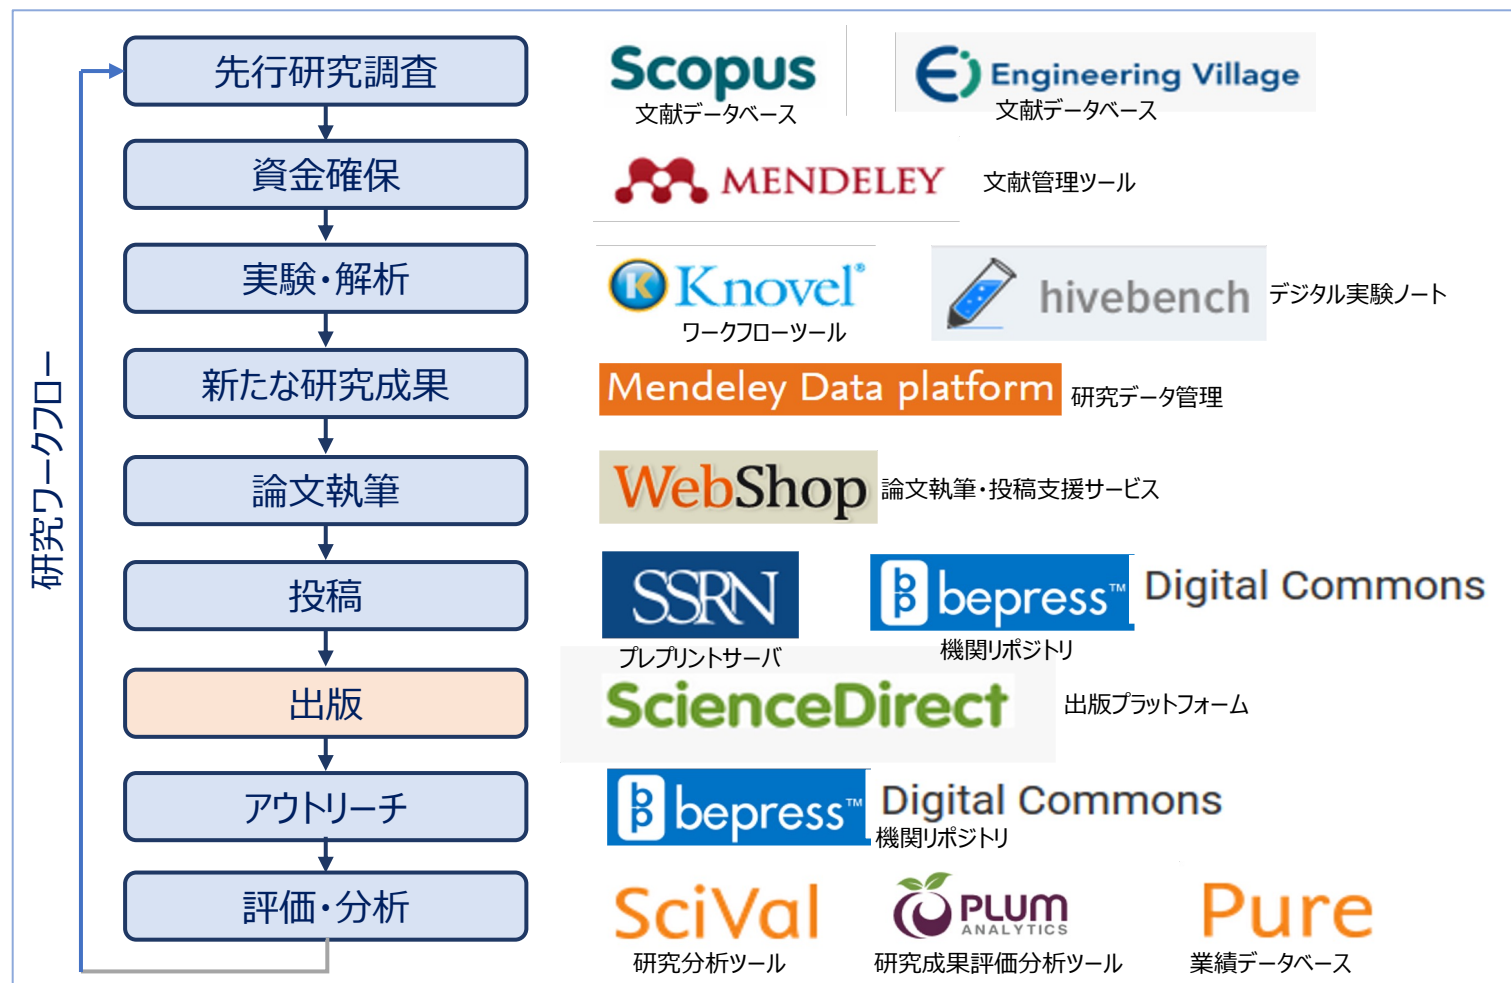 研究ワークフロー
先行研究調査
Scopus
文献データベース
Engineering Village
文献データベース
資金確保
MENDELEY
文献管理ツール
実験・解析
K Knovel®
ワークフローツール
hivebench
デジタル実験ノート
新たな研究成果
Mendeley Data platform
研究データ管理
論文執筆
WebShop
論文執筆・投稿支援サービス
投稿
SSRN
プレプリントサーバ
bp bepress™ Digital Commons
機関リポジトリ
出版
ScienceDirect
出版プラットフォーム
アウトリーチ
bp bepress™ Digital Commons
機関リポジトリ
評価・分析
SciVal
研究分析ツール
PLUM
ANALYTICS
研究成果評価分析ツール
Pure
業績データベース